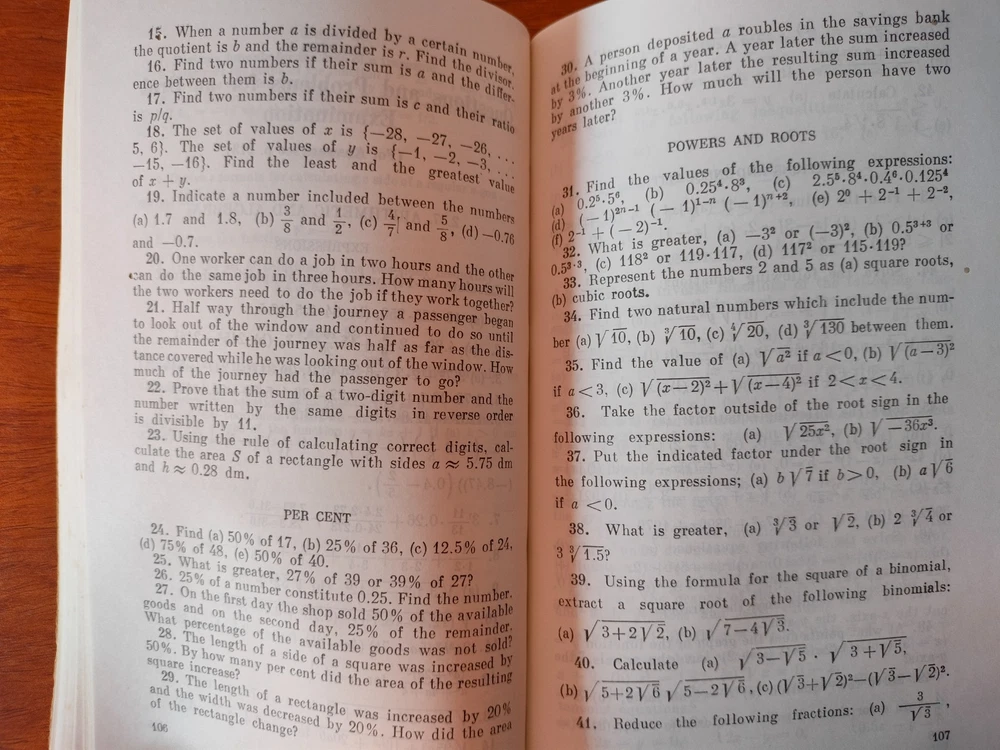 15. When a number a is divided by a certain number,
the quotient is b and the remainder is r. Find the divisor.
16. Find two numbers if their sum is a and the differ-
ence between them is b.
17. Find two numbers if their sum is c and their ratio
is p/q.
18. The set of values of x is {−28, −27, −26, ...
5, 6}. The set of values of y is {−1, −2, −3, ...
−15, −16}. Find the least and the greatest value
of x + y.
19. Indicate a number included between the numbers
(a) 1.7 and 1.8, (b) 3/8 and 1/2, (c) 4/7 and 5/8, (d) −0.76
and −0.7.
20. One worker can do a job in two hours and the other
can do the same job in three hours. How many hours will
the two workers need to do the job if they work together?
21. Half way through the journey a passenger began
to look out of the window and continued to do so until
the remainder of the journey was half as far as the dis-
tance covered while he was looking out of the window. How
much of the journey had the passenger to go?
22. Prove that the sum of a two-digit number and the
number written by the same digits in reverse order
is divisible by 11.
23. Using the rule of calculating correct digits, cal-
culate the area S of a rectangle with sides a ≈ 5.75 dm
and h ≈ 0.28 dm.
PER CENT
24. Find (a) 50% of 17, (b) 25% of 36, (c) 12.5% of 24,
(d) 75% of 48, (e) 50% of 40.
25. What is greater, 27% of 39 or 39% of 27?
26. 25% of a number constitute 0.25. Find the number.
27. On the first day the shop sold 50% of the available
goods and on the second day, 25% of the remainder.
What percentage of the available goods was not sold?
28. The length of a side of a square was increased by
50%. By how many per cent did the area of the resulting
square increase?
29. The length of a rectangle was increased by 20%
and the width was decreased by 20%. How did the area
of the rectangle change?
106
30. A person deposited a roubles in the savings bank
at the beginning of a year. A year later the sum increased
by 3%. Another year later the resulting sum increased
by another 3%. How much will the person have two
years later?
POWERS AND ROOTS
31. Find the values of the following expressions:
(a) 0.2⁵·5⁶, (b) 0.25⁴·8³, (c) 2.5⁵·8⁴·0.4⁶·0.125⁴
(d) (−1)²ⁿ⁻¹ (−1)¹⁻ⁿ (−1)ⁿ⁺², (e) 2⁰ + 2⁻¹ + 2⁻²,
(f) 2⁻¹ + (−2)⁻¹.
32. What is greater, (a) −3² or (−3)², (b) 0.5³⁺³ or
0.5³·³, (c) 118² or 119·117, (d) 117² or 115·119?
33. Represent the numbers 2 and 5 as (a) square roots,
(b) cubic roots.
34. Find two natural numbers which include the num-
ber (a) √10, (b) ∛10, (c) ∜20, (d) ∛130 between them.
35. Find the value of (a) √a² if a < 0, (b) √(a−3)²
if a < 3, (c) √(x−2)² + √(x−4)² if 2 < x < 4.
36. Take the factor outside of the root sign in the
following expressions: (a) √25x², (b) √−36x³.
37. Put the indicated factor under the root sign in
the following expressions; (a) b√7 if b > 0, (b) a√6
if a < 0.
38. What is greater, (a) ∛3 or √2, (b) 2 ∛4 or
3 ∛1.5?
39. Using the formula for the square of a binomial,
extract a square root of the following binomials:
(a) √(3+2√2), (b) √(7−4√3).
40. Calculate (a) √(3−√5) · √(3+√5),
(b) √(5+2√6) √(5−2√6), (c) (√3+√2)²−(√3−√2)².
41. Reduce the following fractions: (a) 3/√3,
107